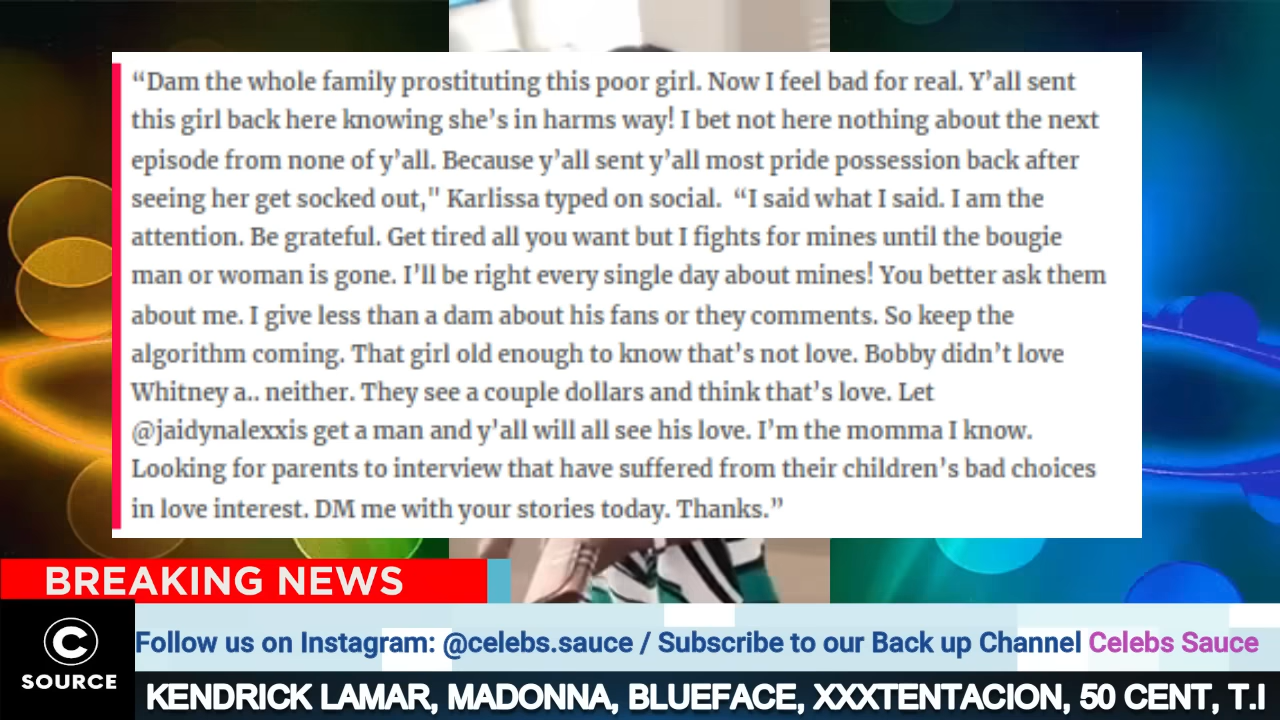 “Dam the whole family prostituting this poor girl. Now I feel bad for real. Y’all sent
this girl back here knowing she’s in harms way! I bet not here nothing about the next
episode from none of y’all. Because y’all sent y’all most pride possession back after
seeing her get socked out," Karlissa typed on social. “I said what I said. I am the
attention. Be grateful. Get tired all you want but I fights for mines until the bougie
man or woman is gone. I’ll be right every single day about mines! You better ask them
about me. I give less than a dam about his fans or they comments. So keep the
algorithm coming. That girl old enough to know that’s not love. Bobby didn’t love
Whitney a.. neither. They see a couple dollars and think that’s love. Let
@jaidynalexxis get a man and y’all will all see his love. I’m the momma I know.
Looking for parents to interview that have suffered from their children’s bad choices
in love interest. DM me with your stories today. Thanks.”
BREAKING NEWS
C
SOURCE
Follow us on Instagram: @celebs.sauce / Subscribe to our Back up Channel Celebs Sauce
KENDRICK LAMAR, MADONNA, BLUEFACE, XXXTENTACION, 50 CENT, T.I